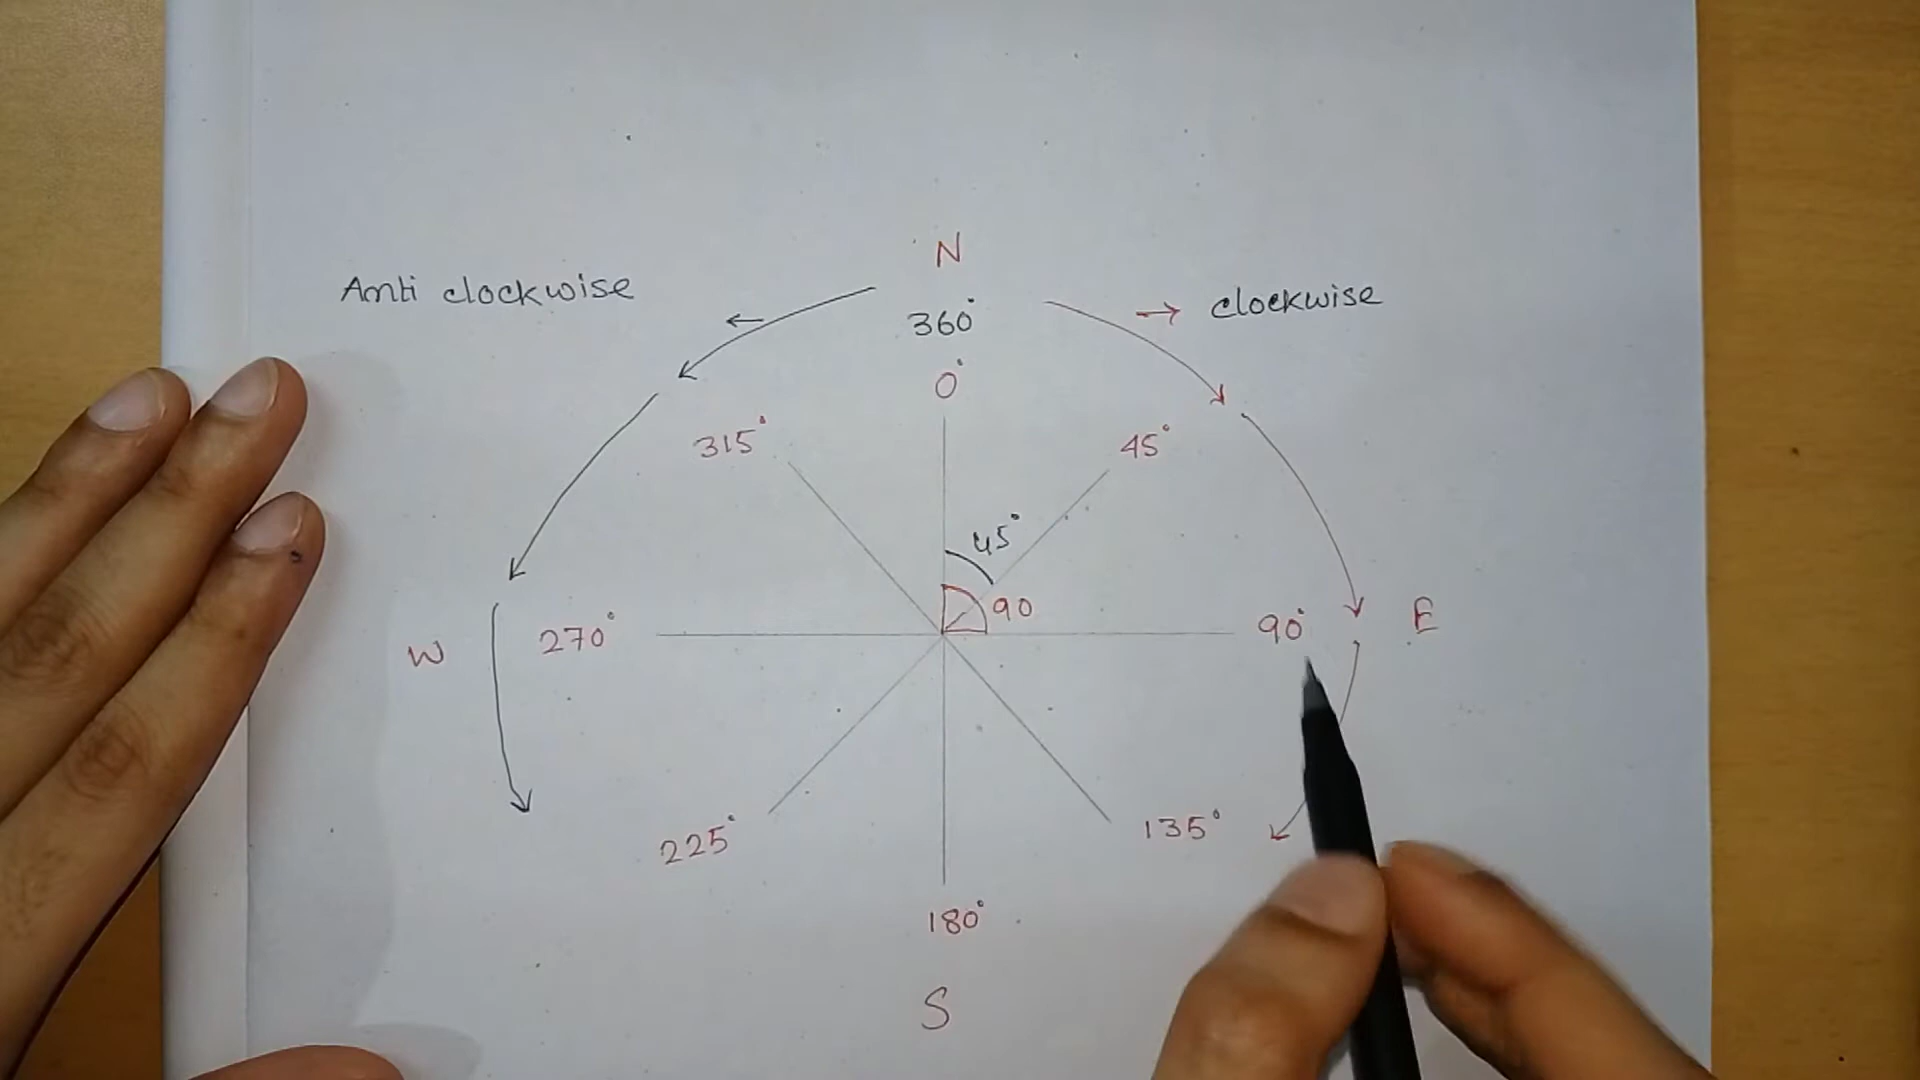 N
Anti clockwise
← 360° → clockwise
0°
315° 45°
45°
90
W 270° 90° E
225° 135°
180°
S